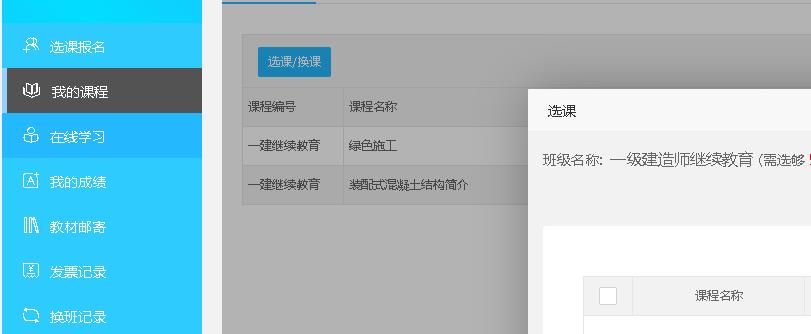 选课报名
我的课程
在线学习
我的成绩
教材邮寄
发票记录
换班记录
选课/换课
课程编号 课程名称
一建继续教育 绿色施工
一建继续教育 装配式混凝土结构简介
选课
班级名称: 一级建造师继续教育 (需选够
课程名称